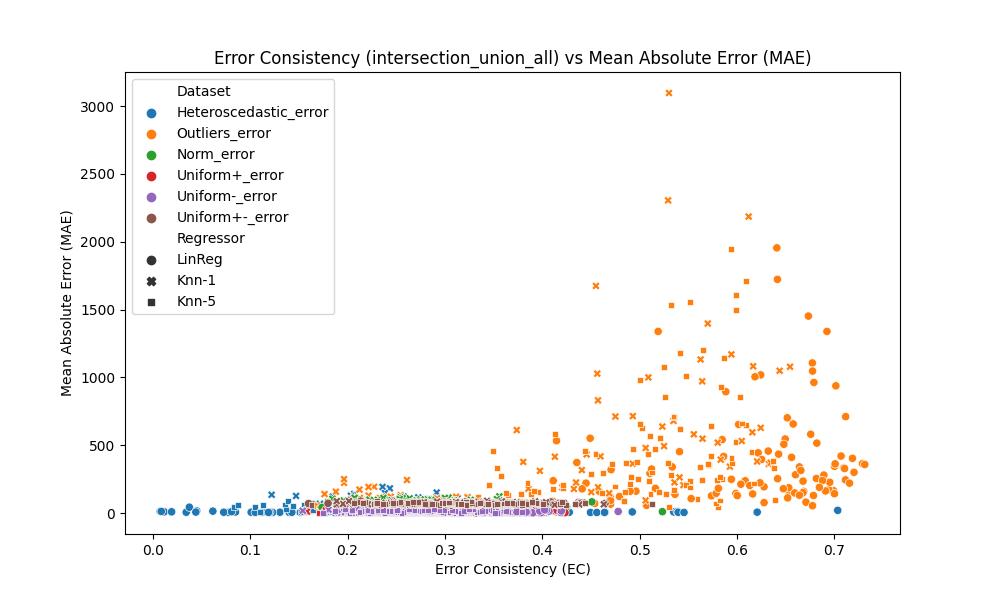 Error Consistency (intersection_union_all) vs Mean Absolute Error (MAE)
Dataset
Heteroscedastic_error
Outliers_error
Norm_error
Uniform+_error
Uniform-_error
Uniform+-_error
Regressor
LinReg
Knn-1
Knn-5
3000
2500
2000
1500
1000
500
0
Mean Absolute Error (MAE)
0.0 0.1 0.2 0.3 0.4 0.5 0.6 0.7
Error Consistency (EC)